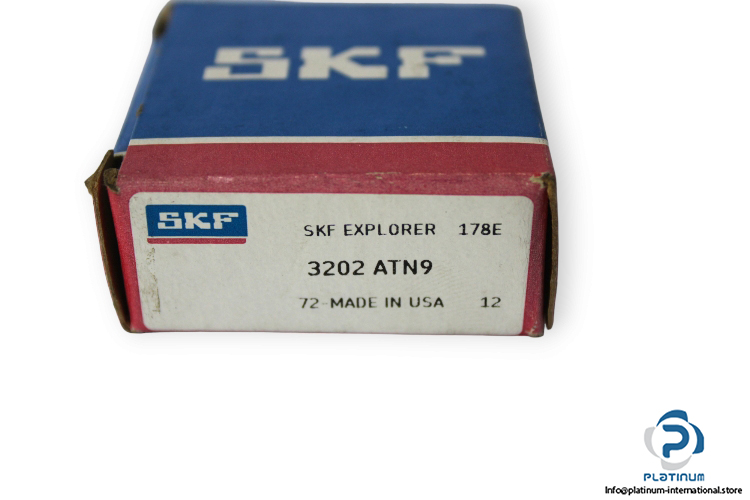 SKF
SKF
SKF EXPLORER 178E
3202 ATN9
72-MADE IN USA 12
P
PLATINUM
Info@platinum-international.store